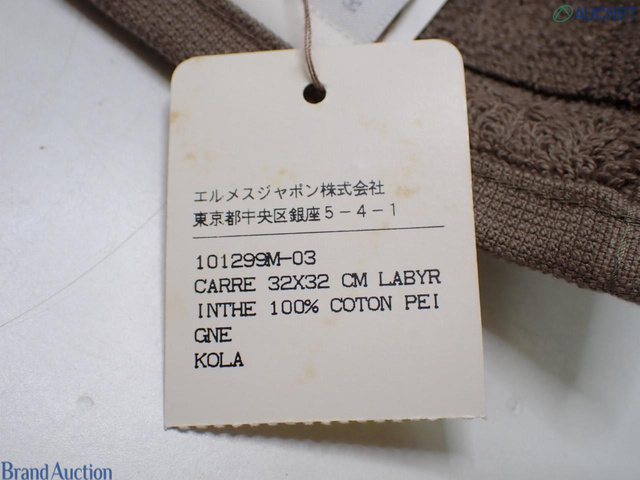 エルメスジャポン株式会社
東京都中央区銀座5-4-1
101299M-03
CARRE 32X32 CM LABYR
INTHE 100% COTON PEI
GNE
KOLA
Brand Auction